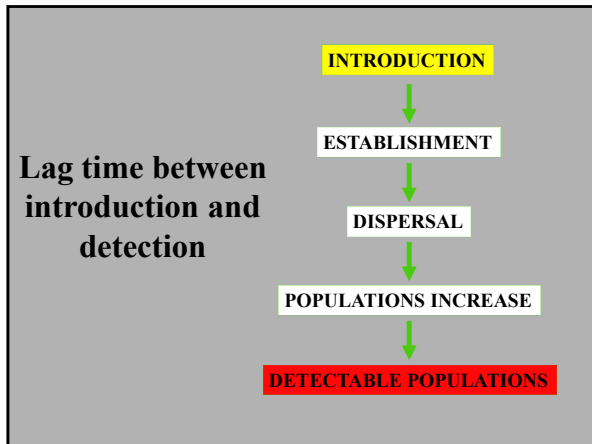 Lag time between
introduction and
detection
INTRODUCTION
ESTABLISHMENT
DISPERSAL
POPULATIONS INCREASE
DETECTABLE POPULATIONS